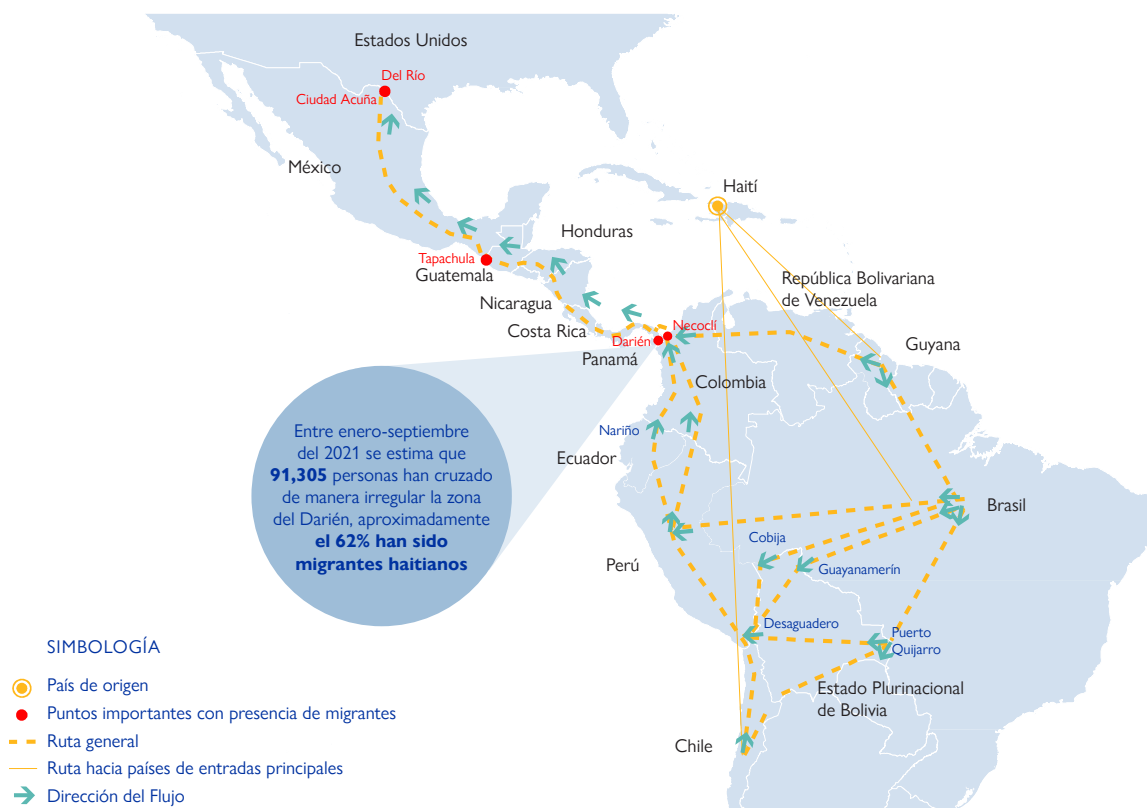 Estados Unidos
Del Río
Ciudad Acuña
México
Haití
Honduras
Tapachula
Guatemala
República Bolivariana
de Venezuela
Nicaragua
Costa Rica
Necoclí
Darién
Panamá
Guyana
Colombia
Nariño
Ecuador
Entre enero-septiembre
del 2021 se estima que
91,305 personas han cruzado
de manera irregular la zona
del Darién, aproximadamente
el 62% han sido
migrantes haitianos
Brasil
Cobija
Perú
Guayanamerín
Desaguadero
Puerto
Quijarro
Estado Plurinacional
de Bolivia
Chile
SIMBOLOGÍA
País de origen
Puntos importantes con presencia de migrantes
Ruta general
Ruta hacia países de entradas principales
Dirección del Flujo